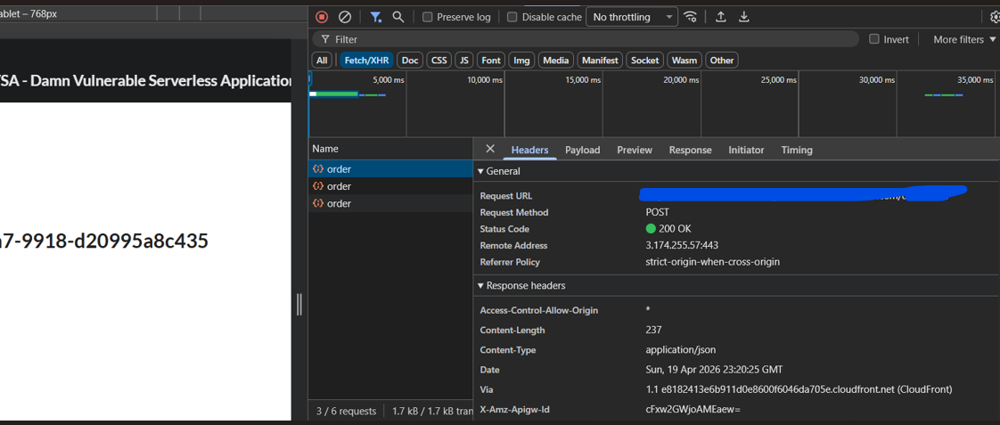 ablet – 768px
Preserve log
Disable cache
No throttling
Filter
Invert
More filters
All
Fetch/XHR
Doc
CSS
JS
Font
Img
Media
Manifest
Socket
Wasm
Other
5,000 ms
10,000 ms
15,000 ms
20,000 ms
25,000 ms
30,000 ms
35,000 ms
SA - Damn Vulnerable Serverless Application
7-9918-d20995a8c435
Name
order
order
order
3 / 6 requests
1.7 kB / 1.7 kB tran
Headers
Payload
Preview
Response
Initiator
Timing
General
Request URL
Request Method POST
Status Code 200 OK
Remote Address 3.174.255.57:443
Referrer Policy strict-origin-when-cross-origin
Response headers
Access-Control-Allow-Origin *
Content-Length 237
Content-Type application/json
Date Sun, 19 Apr 2026 23:20:25 GMT
Via 1.1 e8182413e6b911d0e8600f6046da705e.cloudfront.net (CloudFront)
X-Amz-Apigw-Id cFxw2GWjoAMEaew=